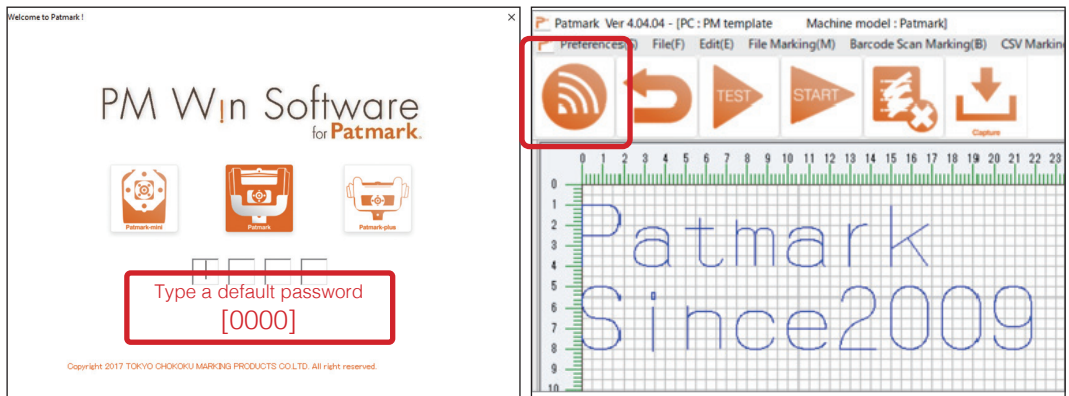 Welcome to Patmark !
PM Win Software
for Patmark.
Patmark-mini
Patmark
Patmark-plus
Type a default password
[0000]
Copyright 2017 TOKYO CHOKOKU MARKING PRODUCTS CO.LTD. All right reserved.
Patmark Ver 4.04.04 - [PC : PM template Machine model : Patmark]
Preferences(S) File(F) Edit(E) File Marking(M) Barcode Scan Marking(B) CSV Markin
TEST
START
Capture
0 1 2 3 4 5 6 7 8 9 10 11 12 13 14 15 16 17 18 19 20 21 22 23
0
1
2
3
4
5
6
7
8
9
10
Patmark
Since2009